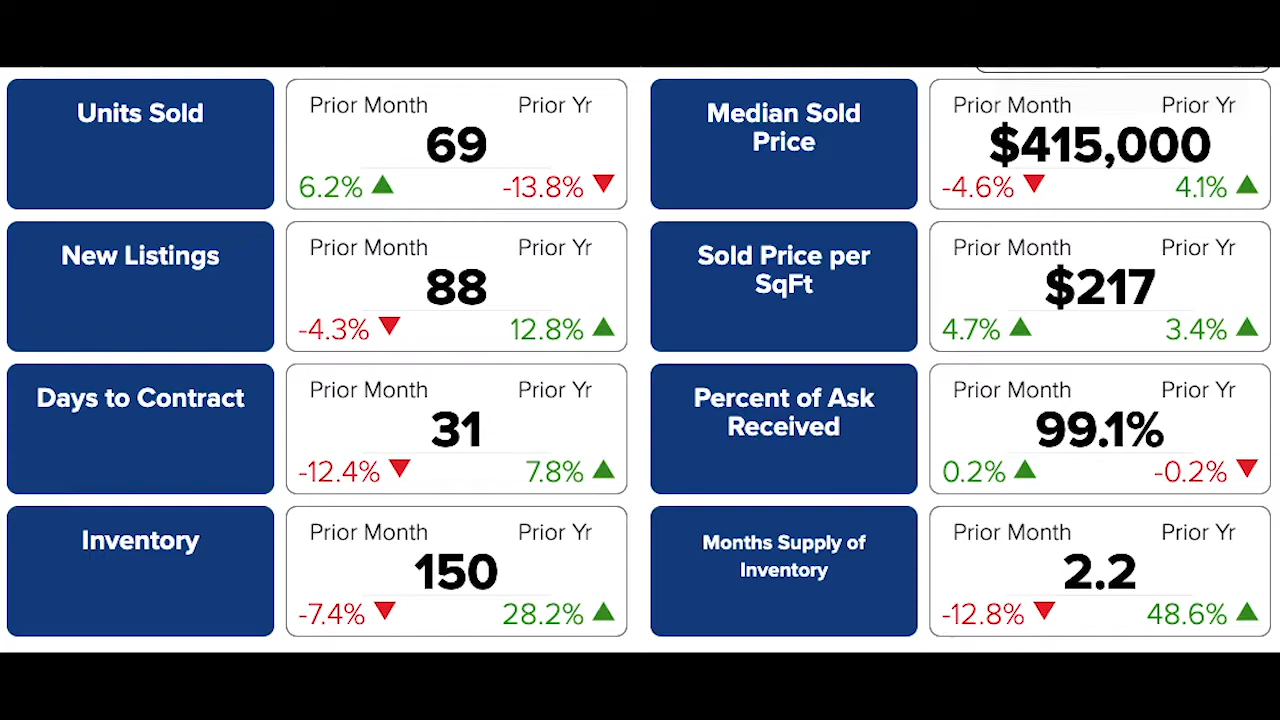 Units Sold
Prior Month Prior Yr
69
6.2% -13.8%
Median Sold
Price
Prior Month Prior Yr
$415,000
-4.6% 4.1%
New Listings
Prior Month Prior Yr
88
-4.3% 12.8%
Sold Price per
SqFt
Prior Month Prior Yr
$217
4.7% 3.4%
Days to Contract
Prior Month Prior Yr
31
-12.4% 7.8%
Percent of Ask
Received
Prior Month Prior Yr
99.1%
0.2% -0.2%
Inventory
Prior Month Prior Yr
150
-7.4% 28.2%
Months Supply of
Inventory
Prior Month Prior Yr
2.2
-12.8% 48.6%